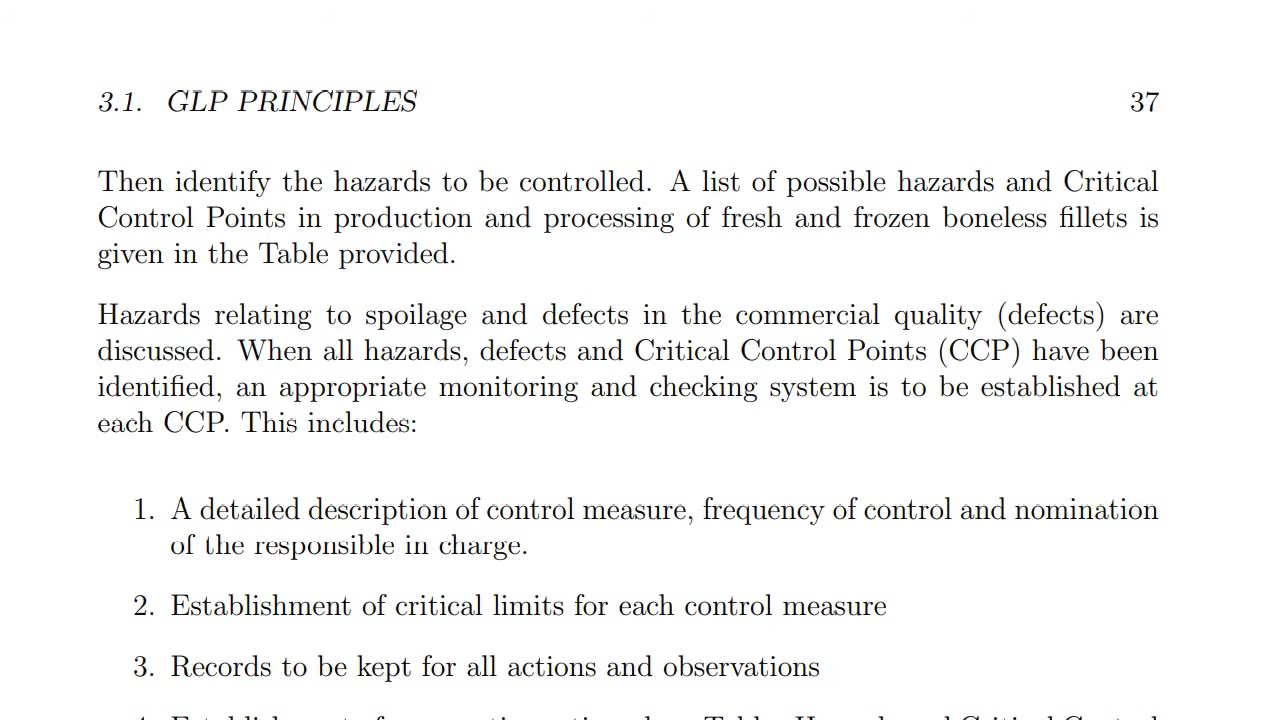 3.1. GLP PRINCIPLES 37
Then identify the hazards to be controlled. A list of possible hazards and Critical
Control Points in production and processing of fresh and frozen boneless fillets is
given in the Table provided.
Hazards relating to spoilage and defects in the commercial quality (defects) are
discussed. When all hazards, defects and Critical Control Points (CCP) have been
identified, an appropriate monitoring and checking system is to be established at
each CCP. This includes:
1. A detailed description of control measure, frequency of control and nomination
of the responsible in charge.
2. Establishment of critical limits for each control measure
3. Records to be kept for all actions and observations